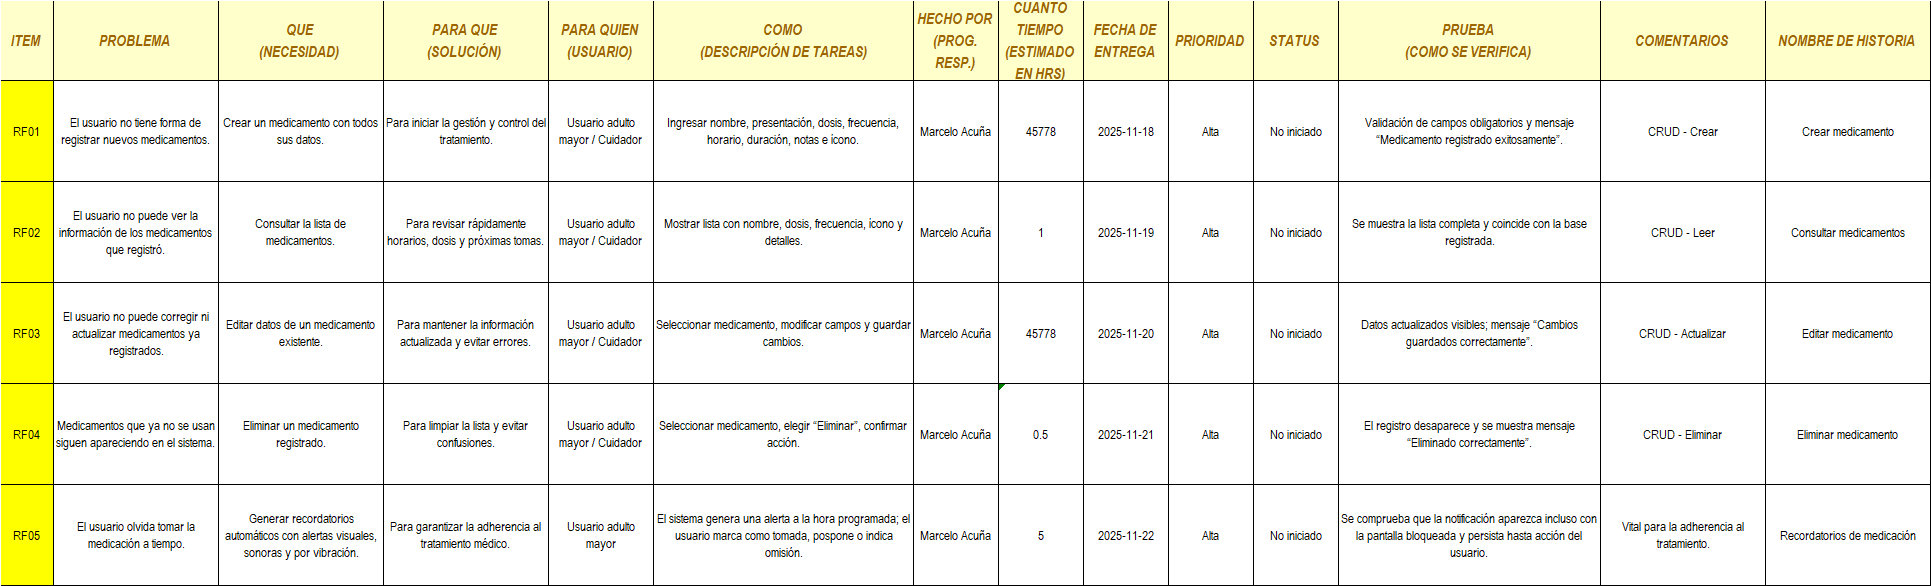 ITEM
PROBLEMA
QUE
(NECESIDAD)
PARA QUE
(SOLUCIÓN)
PARA QUIEN
(USUARIO)
COMO
(DESCRIPCIÓN DE TAREAS)
HECHO POR
(PROG.
RESP.)
CUANTO
TIEMPO
(ESTIMADO
EN HRS)
FECHA DE
ENTREGA
PRIORIDAD
STATUS
PRUEBA
(COMO SE VERIFICA)
COMENTARIOS
NOMBRE DE HISTORIA
RF01
El usuario no tiene forma de
registrar nuevos medicamentos.
Crear un medicamento con todos
sus datos.
Para iniciar la gestión y control del
tratamiento.
Usuario adulto
mayor / Cuidador
Ingresar nombre, presentación, dosis, frecuencia,
horario, duración, notas e ícono.
Marcelo Acuña
45778
2025-11-18
Alta
No iniciado
Validación de campos obligatorios y mensaje
“Medicamento registrado exitosamente”.
CRUD - Crear
Crear medicamento
RF02
El usuario no puede ver la
información de los medicamentos
que registró.
Consultar la lista de
medicamentos.
Para revisar rápidamente
horarios, dosis y próximas tomas.
Usuario adulto
mayor / Cuidador
Mostrar lista con nombre, dosis, frecuencia, ícono y
detalles.
Marcelo Acuña
1
2025-11-19
Alta
No iniciado
Se muestra la lista completa y coincide con la base
registrada.
CRUD - Leer
Consultar medicamentos
RF03
El usuario no puede corregir ni
actualizar medicamentos ya
registrados.
Editar datos de un medicamento
existente.
Para mantener la información
actualizada y evitar errores.
Usuario adulto
mayor / Cuidador
Seleccionar medicamento, modificar campos y guardar
cambios.
Marcelo Acuña
45778
2025-11-20
Alta
No iniciado
Datos actualizados visibles; mensaje “Cambios
guardados correctamente”.
CRUD - Actualizar
Editar medicamento
RF04
Medicamentos que ya no se usan
siguen apareciendo en el sistema.
Eliminar un medicamento
registrado.
Para limpiar la lista y evitar
confusiones.
Usuario adulto
mayor / Cuidador
Seleccionar medicamento, elegir “Eliminar”, confirmar
acción.
Marcelo Acuña
0.5
2025-11-21
Alta
No iniciado
El registro desaparece y se muestra mensaje
“Eliminado correctamente”.
CRUD - Eliminar
Eliminar medicamento
RF05
El usuario olvida tomar la
medicación a tiempo.
Generar recordatorios
automáticos con alertas visuales,
sonoras y por vibración.
Para garantizar la adherencia al
tratamiento médico.
Usuario adulto
mayor
El sistema genera una alerta a la hora programada; el
usuario marca como tomada, pospone o indica
omisión.
Marcelo Acuña
5
2025-11-22
Alta
No iniciado
Se comprueba que la notificación aparezca incluso con
la pantalla bloqueada y persista hasta acción del
usuario.
Vital para la adherencia al
tratamiento.
Recordatorios de medicación